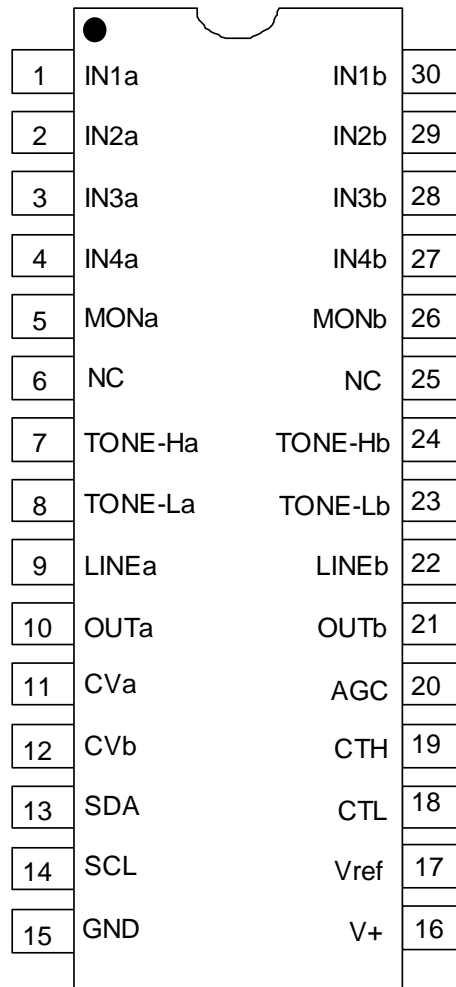 1 IN1a IN1b 30
2 IN2a IN2b 29
3 IN3a IN3b 28
4 IN4a IN4b 27
5 MONa MONb 26
6 NC NC 25
7 TONE-Ha TONE-Hb 24
8 TONE-La TONE-Lb 23
9 LINEa LINEb 22
10 OUTa OUTb 21
11 CVa AGC 20
12 CVb CTH 19
13 SDA CTL 18
14 SCL Vref 17
15 GND V+ 16